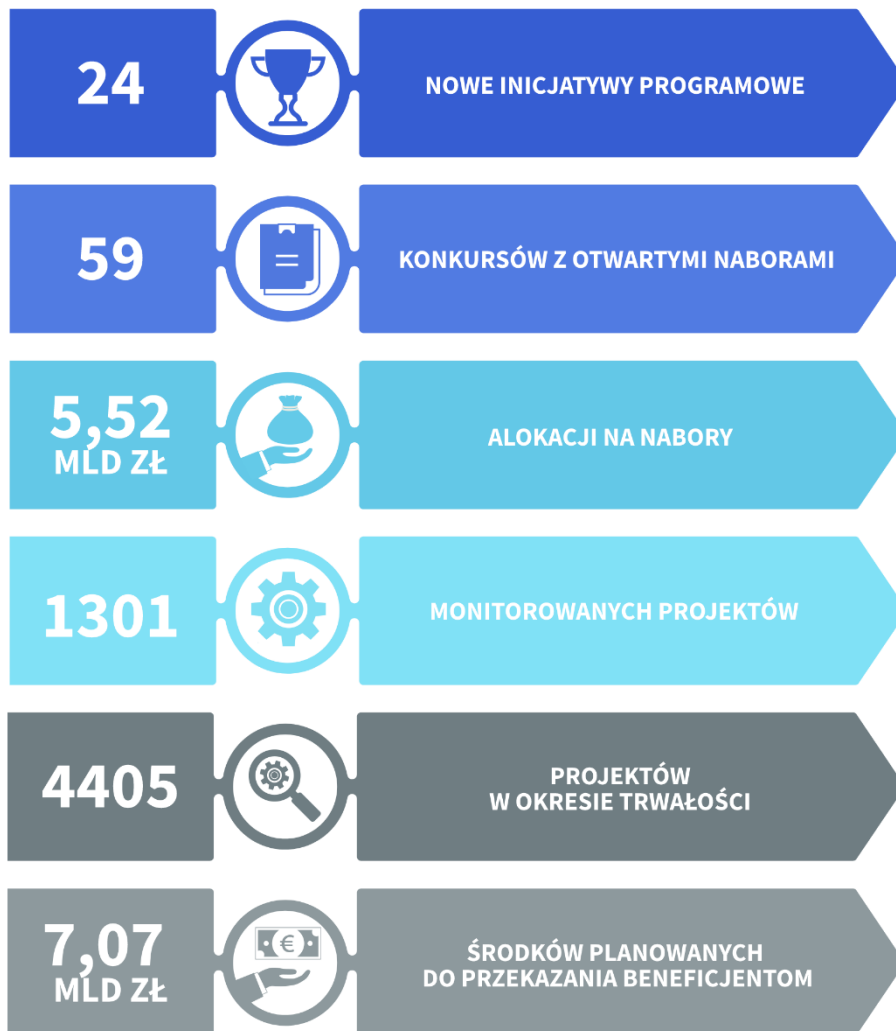 24
NOWE INICJATYWY PROGRAMOWE
59
KONKURSÓW Z OTWARTYMI NABORAMI
5,52
MLD ZŁ
ALOKACJI NA NABORY
1301
MONITOROWANYCH PROJEKTÓW
4405
PROJEKTÓW
W OKRESIE TRWAŁOŚCI
7,07
MLD ZŁ
ŚRODKÓW PLANOWANYCH
DO PRZEKAZANIA BENEFICJENTOM